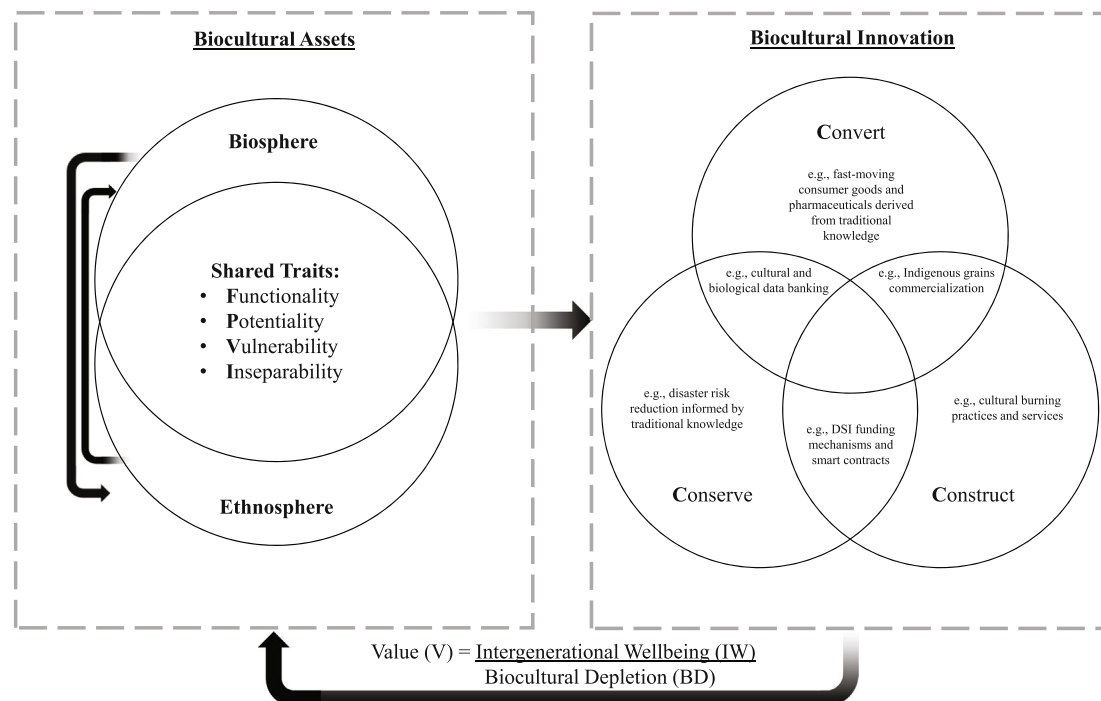 Biocultural Assets
Biosphere
Shared Traits:
• Functionality
• Potentiality
• Vulnerability
• Inseparability
Ethnosphere
Biocultural Innovation
Convert
e.g., fast-moving
consumer goods and
pharmaceuticals derived
from traditional
knowledge
e.g., cultural and
biological data banking
e.g., Indigenous grains
commercialization
e.g., disaster risk
reduction informed by
traditional knowledge
e.g., DSI funding
mechanisms and
smart contracts
e.g., cultural burning
practices and services
Conserve
Construct
Value (V) = Intergenerational Wellbeing (IW)
Biocultural Depletion (BD)